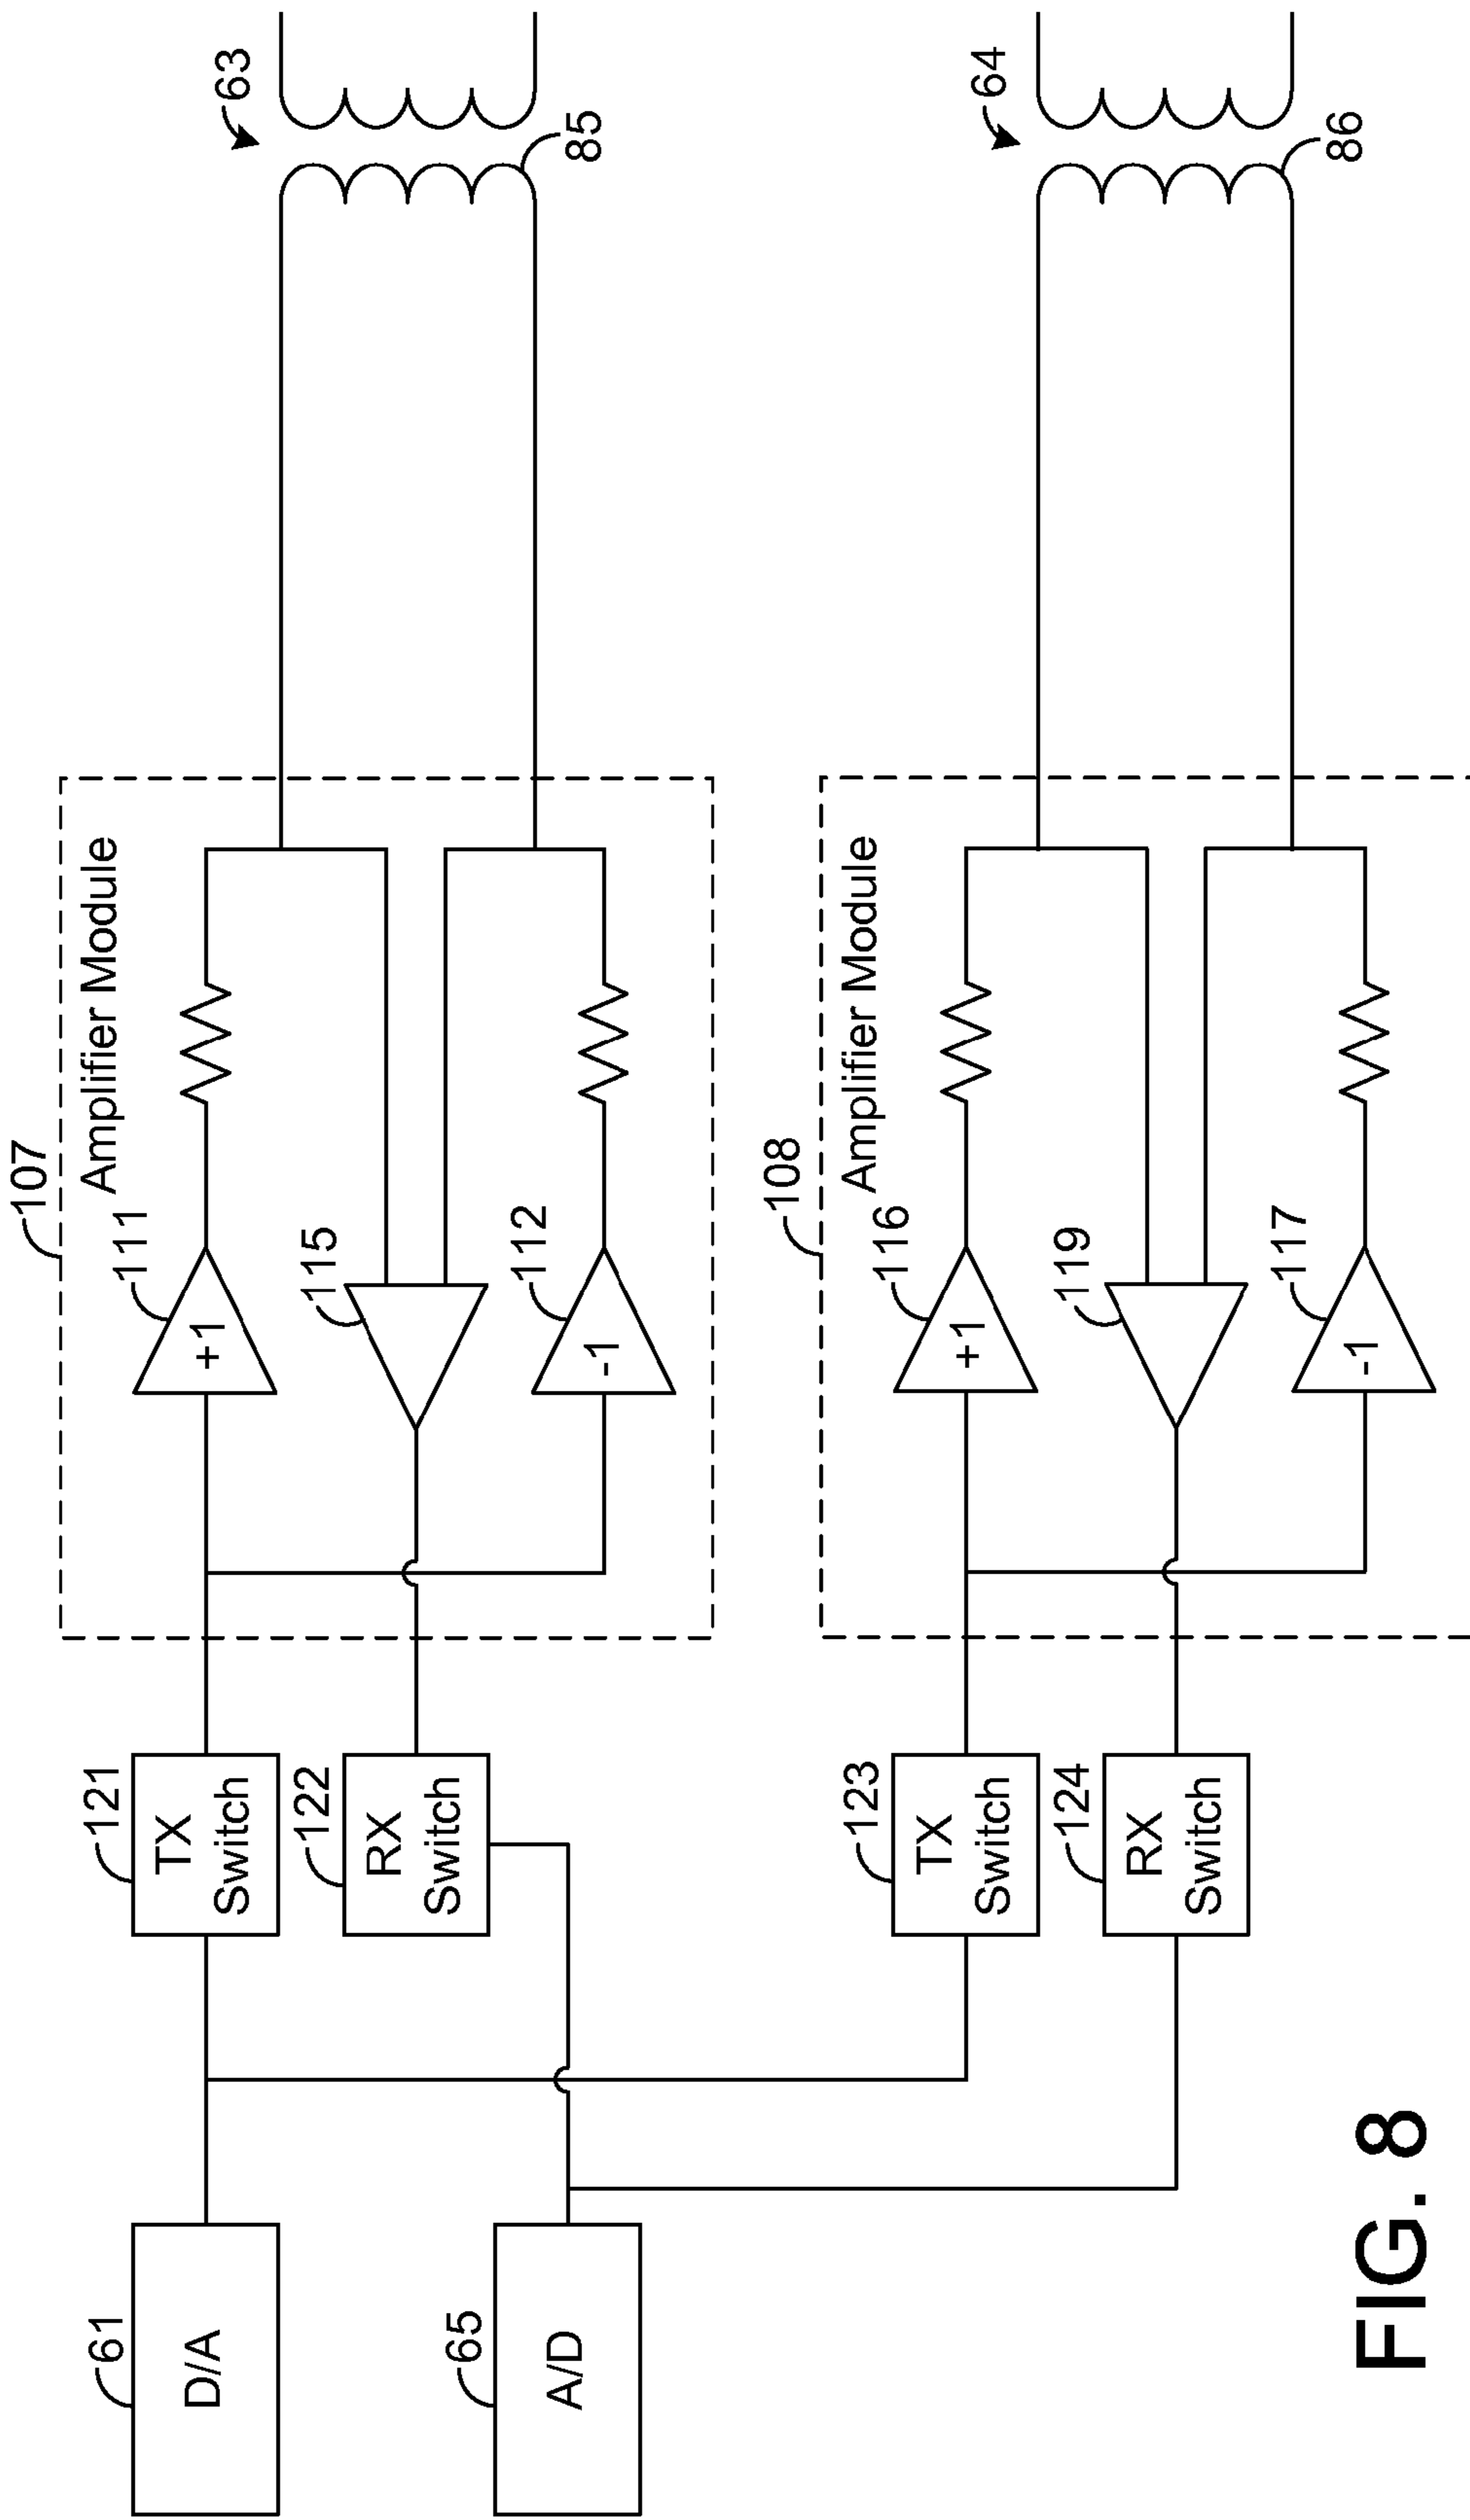 61
D/A
121
TX
Switch
107
Amplifier Module
111
+1
63
122
RX
Switch
115
65
A/D
112
-1
85
108
Amplifier Module
123
TX
Switch
116
+1
64
124
RX
Switch
119
117
-1
86
FIG. 8